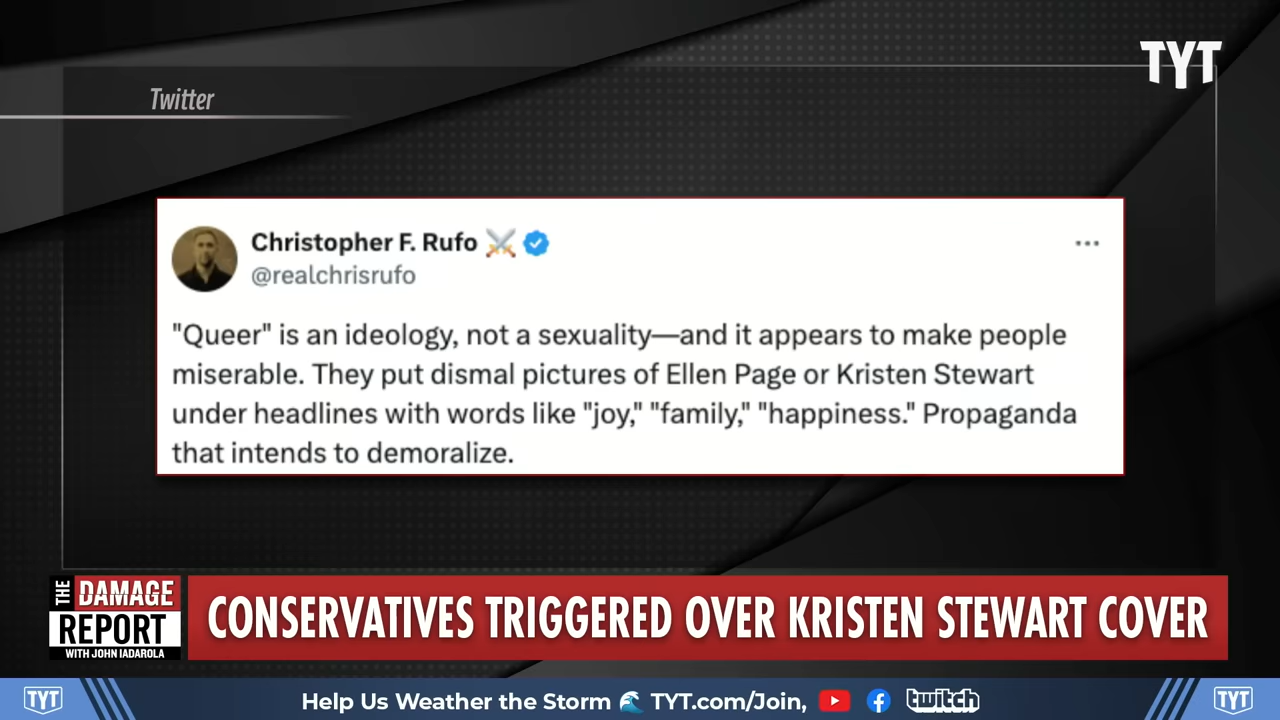 TYT
Twitter
Christopher F. Rufo
@realchrisrufo
"Queer" is an ideology, not a sexuality—and it appears to make people
miserable. They put dismal pictures of Ellen Page or Kristen Stewart
under headlines with words like "joy," "family," "happiness." Propaganda
that intends to demoralize.
THE DAMAGE
REPORT
WITH JOHN IADAROLA
CONSERVATIVES TRIGGERED OVER KRISTEN STEWART COVER
TYT Help Us Weather the Storm 🌊 TYT.com/Join, twitch TYT